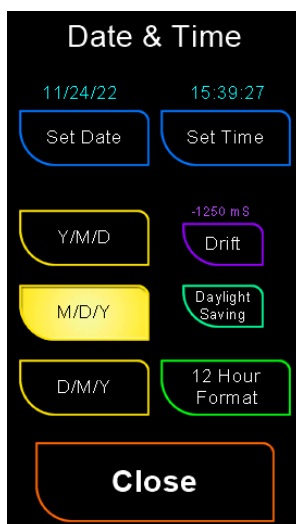 Date & Time
11/24/22 15:39:27
Set Date Set Time
-1250 mS
Y/M/D Drift
M/D/Y Daylight
Saving
D/M/Y 12 Hour
Format
Close